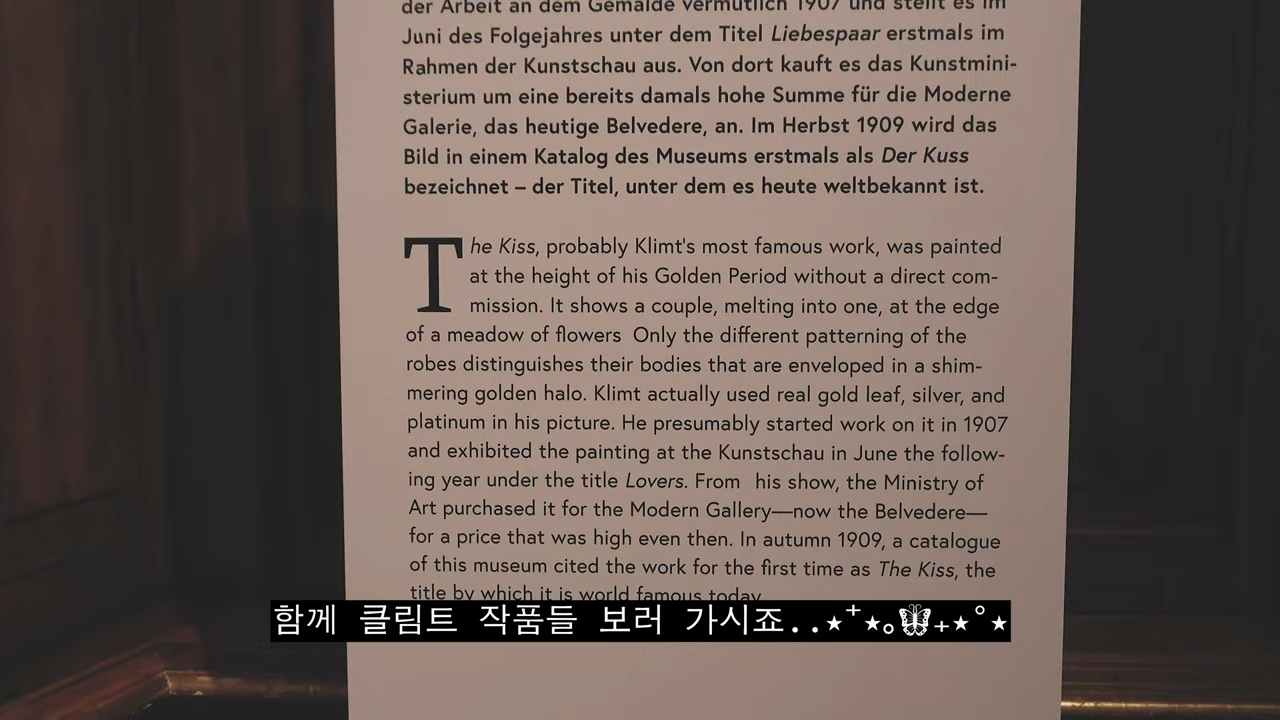 der Arbeit an dem Gemälde vermutlich 1907 und stellt es im
Juni des Folgejahres unter dem Titel Liebespaar erstmals im
Rahmen der Kunstschau aus. Von dort kauft es das Kunstmini-
sterium um eine bereits damals hohe Summe für die Moderne
Galerie, das heutige Belvedere, an. Im Herbst 1909 wird das
Bild in einem Katalog des Museums erstmals als Der Kuss
bezeichnet – der Titel, unter dem es heute weltbekannt ist.
The Kiss, probably Klimt's most famous work, was painted
at the height of his Golden Period without a direct com-
mission. It shows a couple, melting into one, at the edge
of a meadow of flowers Only the different patterning of the
robes distinguishes their bodies that are enveloped in a shim-
mering golden halo. Klimt actually used real gold leaf, silver, and
platinum in his picture. He presumably started work on it in 1907
and exhibited the painting at the Kunstschau in June the follow-
ing year under the title Lovers. From his show, the Ministry of
Art purchased it for the Modern Gallery—now the Belvedere—
for a price that was high even then. In autumn 1909, a catalogue
of this museum cited the work for the first time as The Kiss, the
title by which it is world famous today.
함께 클림트 작품들 보러 가시죠..⋆⁺⋆｡🦋₊⋆°⋆